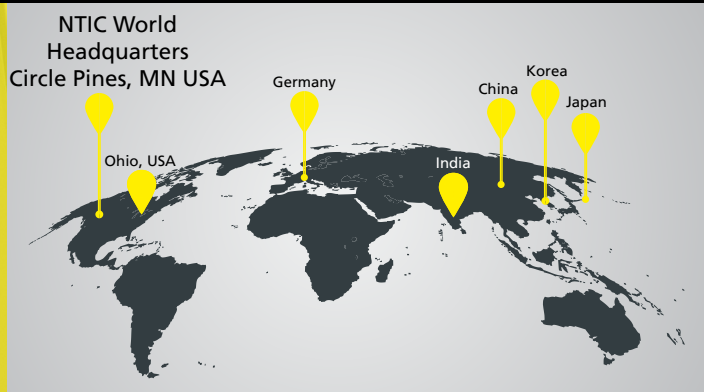 NTIC World
Headquarters
Circle Pines, MN USA
Ohio, USA
Germany
India
China
Korea
Japan